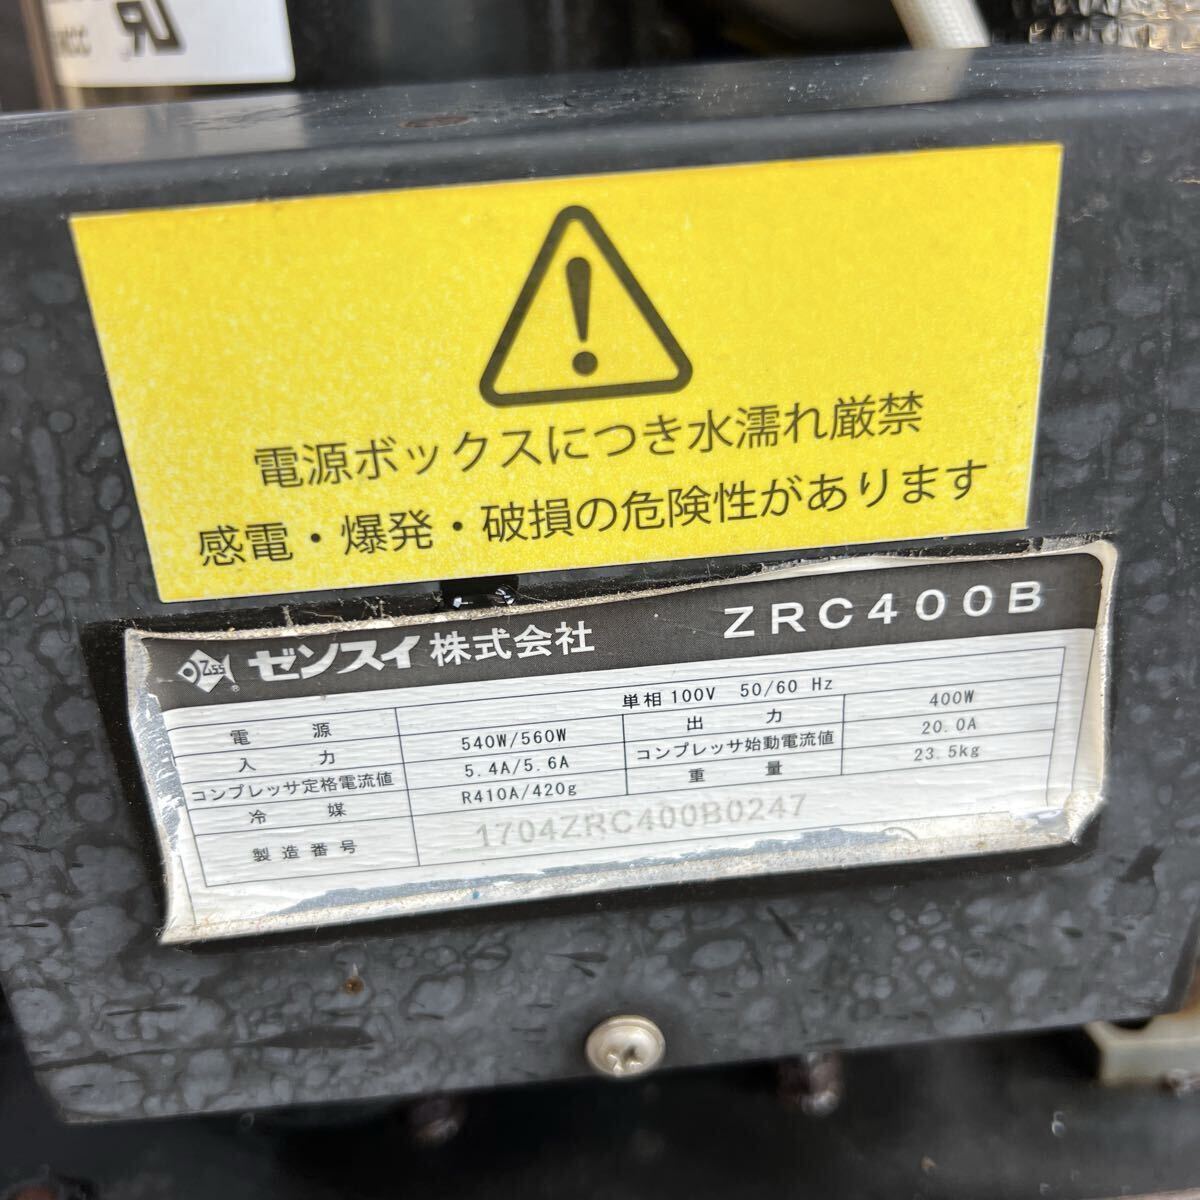 電源ボックスにつき水濡れ厳禁
感電・爆発・破損の危険性があります
ZSS ® ゼンスイ 株式会社 ZRC400B
電源 単相100V 50/60 Hz
入力 540W/560W 出力 400W
コンプレッサ定格電流値 5.4A/5.6A コンプレッサ始動電流値 20.0A
冷媒 R410A/420g 重量 23.5kg
製造番号 1704ZRC400B0247